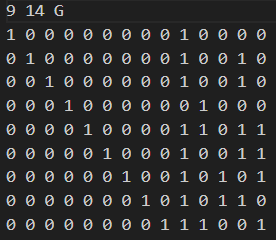 9 14 G
1 0 0 0 0 0 0 0 0 1 0 0 0 0
0 1 0 0 0 0 0 0 0 1 0 0 1 0
0 0 1 0 0 0 0 0 0 1 0 0 1 0
0 0 0 1 0 0 0 0 0 0 1 0 0 0
0 0 0 0 1 0 0 0 0 1 1 0 1 1
0 0 0 0 0 1 0 0 0 1 0 0 1 1
0 0 0 0 0 0 1 0 0 1 0 1 0 1
0 0 0 0 0 0 0 1 0 1 0 1 1 0
0 0 0 0 0 0 0 0 1 1 1 0 0 1